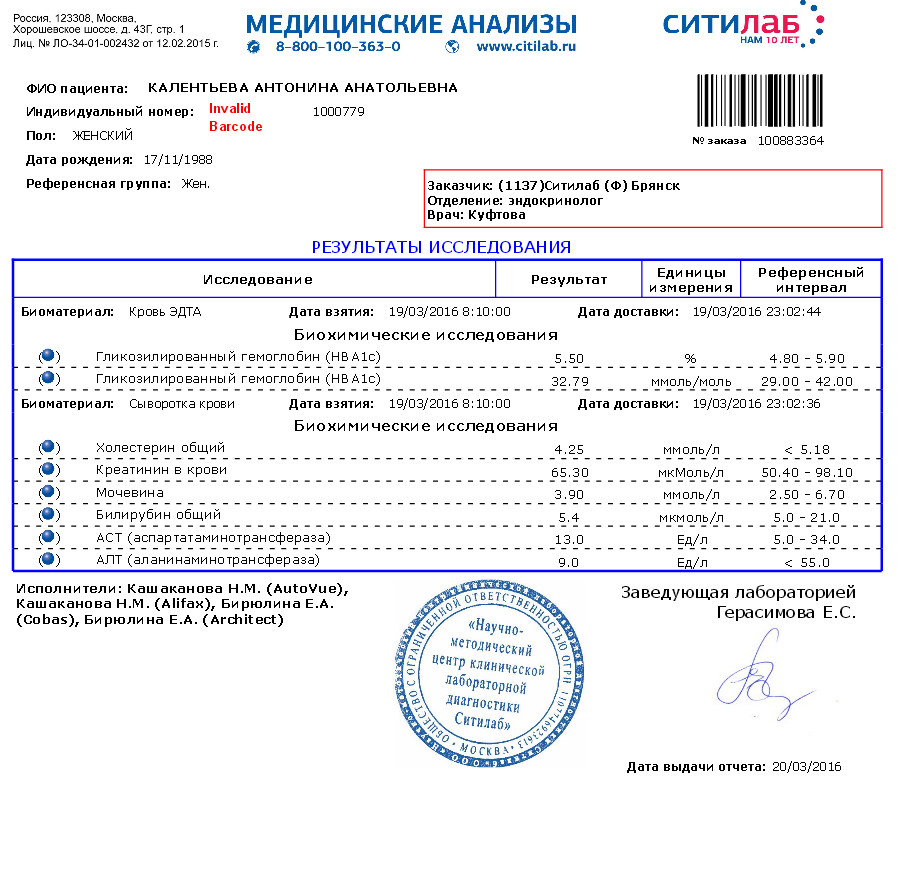 Россия. 123308, Москва,
Хорошевское шоссе. д. 43Г, стр. 1
Лиц. № ЛО-34-01-002432 от 12.02.2015 г.
МЕДИЦИНСКИЕ АНАЛИЗЫ
8-800-100-363-0 www.citilab.ru
СИТИЛАБ
НАМ 10 ЛЕТ
ФИО пациента: КАЛЕНТЬЕВА АНТОНИНА АНАТОЛЬЕВНА
Индивидуальный номер: Invalid Barcode 1000779
Пол: ЖЕНСКИЙ
№ заказа 100883364
Дата рождения: 17/11/1988
Референсная группа: Жен.
Заказчик: (1137)Ситилаб (Ф) Брянск
Отделение: эндокринолог
Врач: Куфтова
РЕЗУЛЬТАТЫ ИССЛЕДОВАНИЯ
Исследование Результат Единицы измерения Референсный интервал
Биоматериал: Кровь ЭДТА Дата взятия: 19/03/2016 8:10:00 Дата доставки: 19/03/2016 23:02:44
Биохимические исследования
( ) Гликозилированный гемоглобин (HBA1c) 5.50 % 4.80 - 5.90
( ) Гликозилированный гемоглобин (HBA1c) 32.79 ммоль/моль 29.00 - 42.00
Биоматериал: Сыворотка крови Дата взятия: 19/03/2016 8:10:00 Дата доставки: 19/03/2016 23:02:36
Биохимические исследования
( ) Холестерин общий 4.25 ммоль/л < 5.18
( ) Креатинин в крови 65.30 мкМоль/л 50.40 - 98.10
( ) Мочевина 3.90 ммоль/л 2.50 - 6.70
( ) Билирубин общий 5.4 мкмоль/л 5.0 - 21.0
( ) АСТ (аспартатаминотрансфераза) 13.0 Ед/л 5.0 - 34.0
( ) АЛТ (аланинаминотрансфераза) 9.0 Ед/л < 55.0
Исполнители: Кашаканова Н.М. (AutoVue),
Кашаканова Н.М. (Alifax), Бирюлина Е.А.
(Cobas), Бирюлина Е.А. (Architect)
ОБЩЕСТВО С ОГРАНИЧЕННОЙ ОТВЕТСТВЕННОСТЬЮ ОГРН
• МОСКВА •
«Научно-
методический
центр клинической
лабораторной
диагностики
Ситилаб»
Заведующая лабораторией
Герасимова Е.С.
Дата выдачи отчета: 20/03/2016